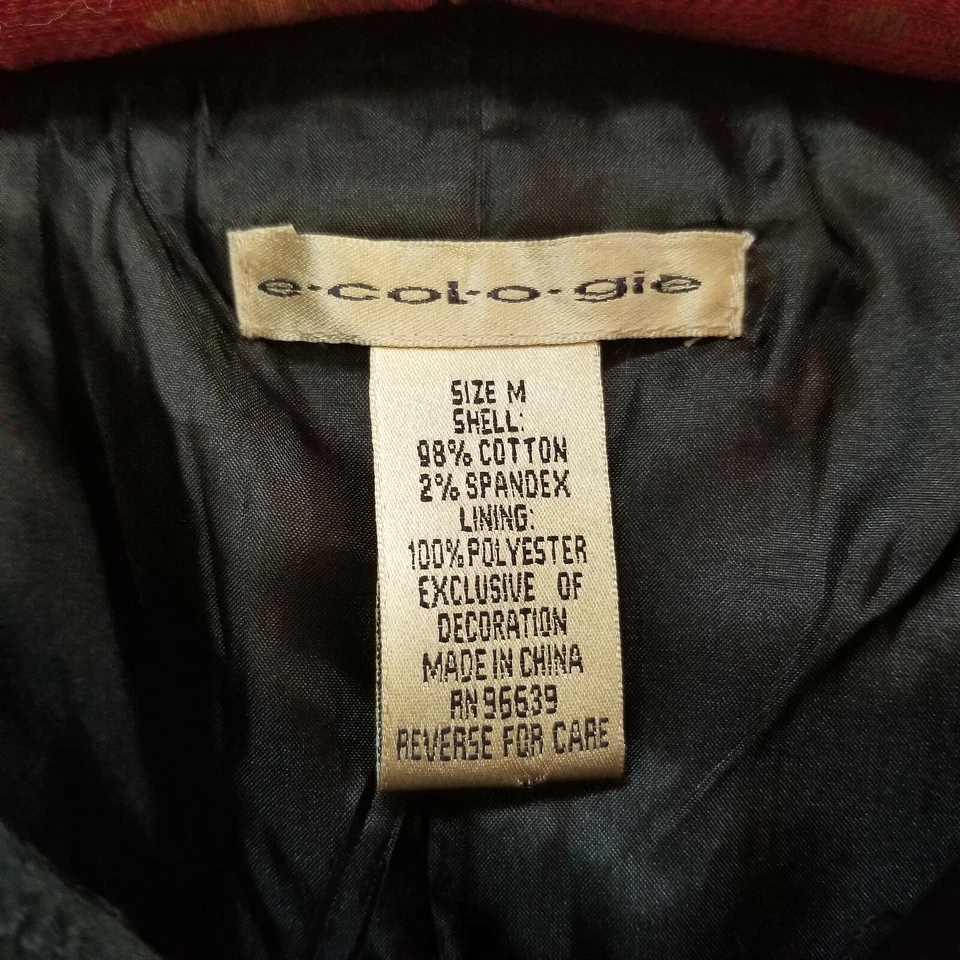 e·col·o·gie
SIZE M
SHELL:
98% COTTON
2% SPANDEX
LINING:
100% POLYESTER
EXCLUSIVE OF
DECORATION
MADE IN CHINA
RN 96639
REVERSE FOR CARE